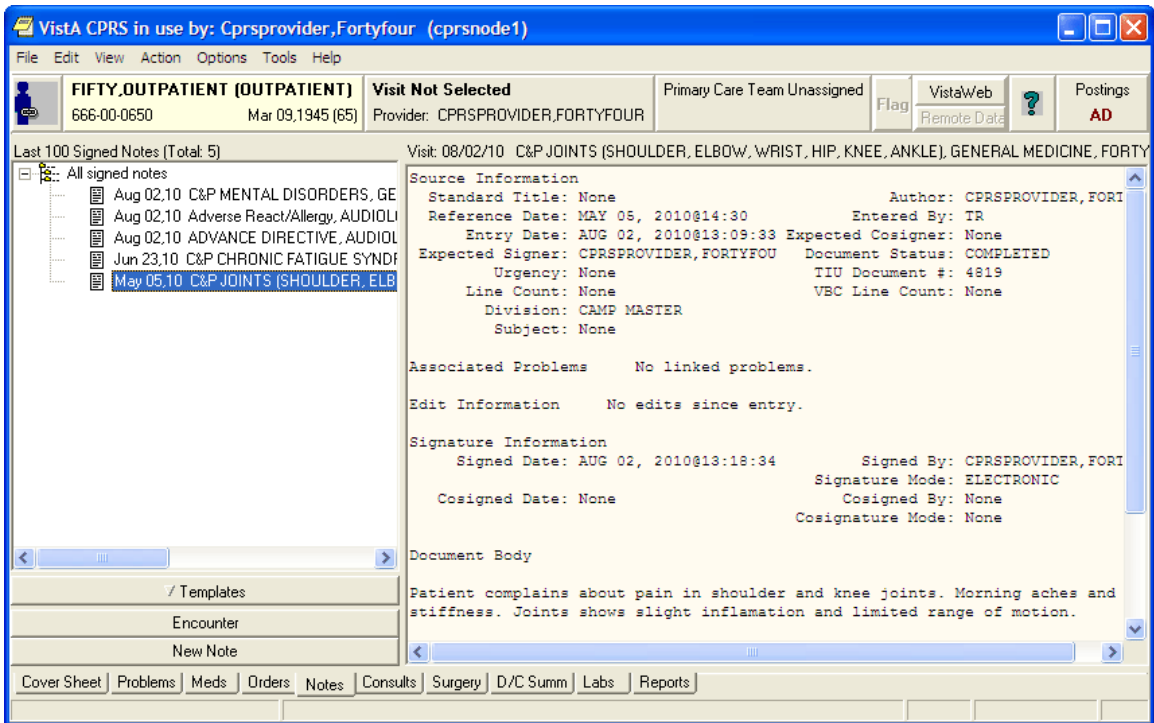 VistA CPRS in use by: Cprsprovider,Fortyfour (cprsnode1)
File Edit View Action Options Tools Help
FIFTY,OUTPATIENT (OUTPATIENT)
666-00-0650 Mar 09,1945 (65)
Visit Not Selected
Provider: CPRSPROVIDER,FORTYFOUR
Primary Care Team Unassigned
Flag
VistaWeb
Remote Data
?
Postings
AD
Last 100 Signed Notes (Total: 5)
All signed notes
Aug 02,10 C&P MENTAL DISORDERS, GE
Aug 02,10 Adverse React/Allergy, AUDIOL
Aug 02,10 ADVANCE DIRECTIVE, AUDIOL
Jun 23,10 C&P CHRONIC FATIGUE SYNDF
May 05,10 C&P JOINTS (SHOULDER, ELB
Templates
Encounter
New Note
Visit: 08/02/10 C&P JOINTS (SHOULDER, ELBOW, WRIST, HIP, KNEE, ANKLE), GENERAL MEDICINE, FORTY
Source Information
Standard Title: None Author: CPRSPROVIDER,FORT
Reference Date: MAY 05, 2010@14:30 Entered By: TR
Entry Date: AUG 02, 2010@13:09:33 Expected Cosigner: None
Expected Signer: CPRSPROVIDER,FORTYFOU Document Status: COMPLETED
Urgency: None TIU Document #: 4819
Line Count: None VBC Line Count: None
Division: CAMP MASTER
Subject: None
Associated Problems No linked problems.
Edit Information No edits since entry.
Signature Information
Signed Date: AUG 02, 2010@13:18:34 Signed By: CPRSPROVIDER,FORT
Signature Mode: ELECTRONIC
Cosigned Date: None Cosigned By: None
Cosignature Mode: None
Document Body
Patient complains about pain in shoulder and knee joints. Morning aches and
stiffness. Joints shows slight inflamation and limited range of motion.
Cover Sheet Problems Meds Orders Notes Consults Surgery D/C Summ Labs Reports